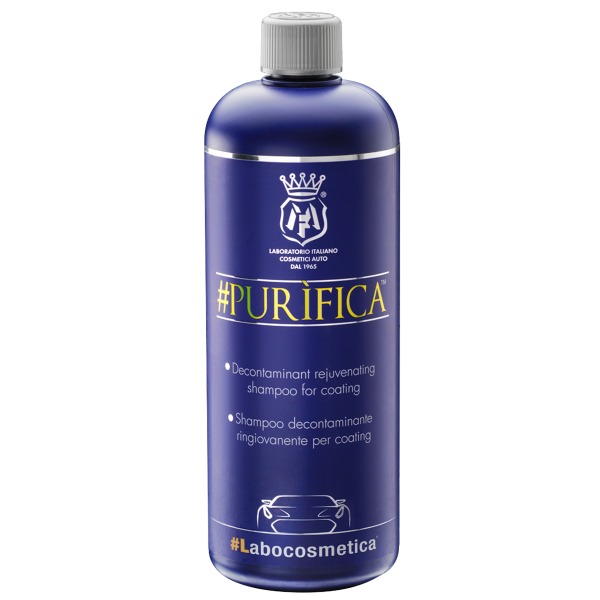 LABORATORIO ITALIANO
COSMETICI AUTO
DAL 1965
#PURÌFICA™
• Decontaminant rejuvenating
shampoo for coating
• Shampoo decontaminante
ringiovanente per coating
#Labocosmetica